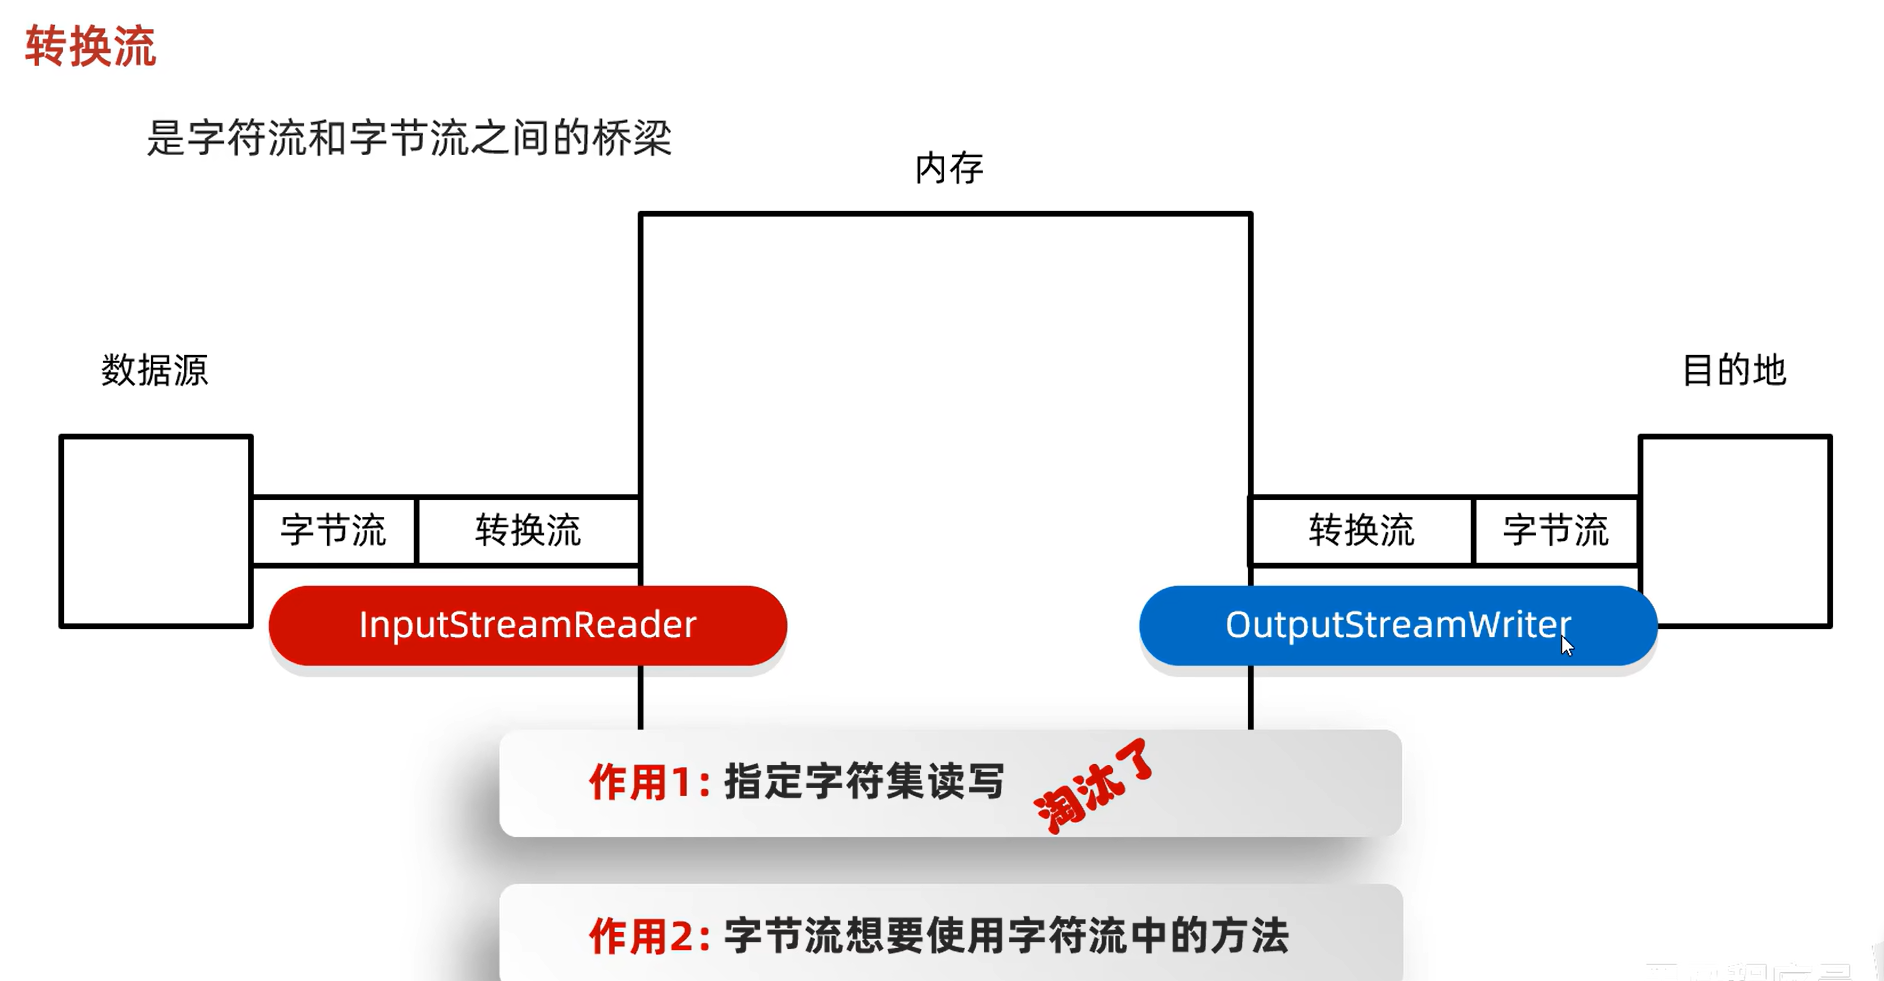 转换流
是字符流和字节流之间的桥梁
内存
数据源
目的地
字节流
转换流
转换流
字节流
InputStreamReader
OutputStreamWriter
作用1: 指定字符集读写 淘汰了
作用2: 字节流想要使用字符流中的方法